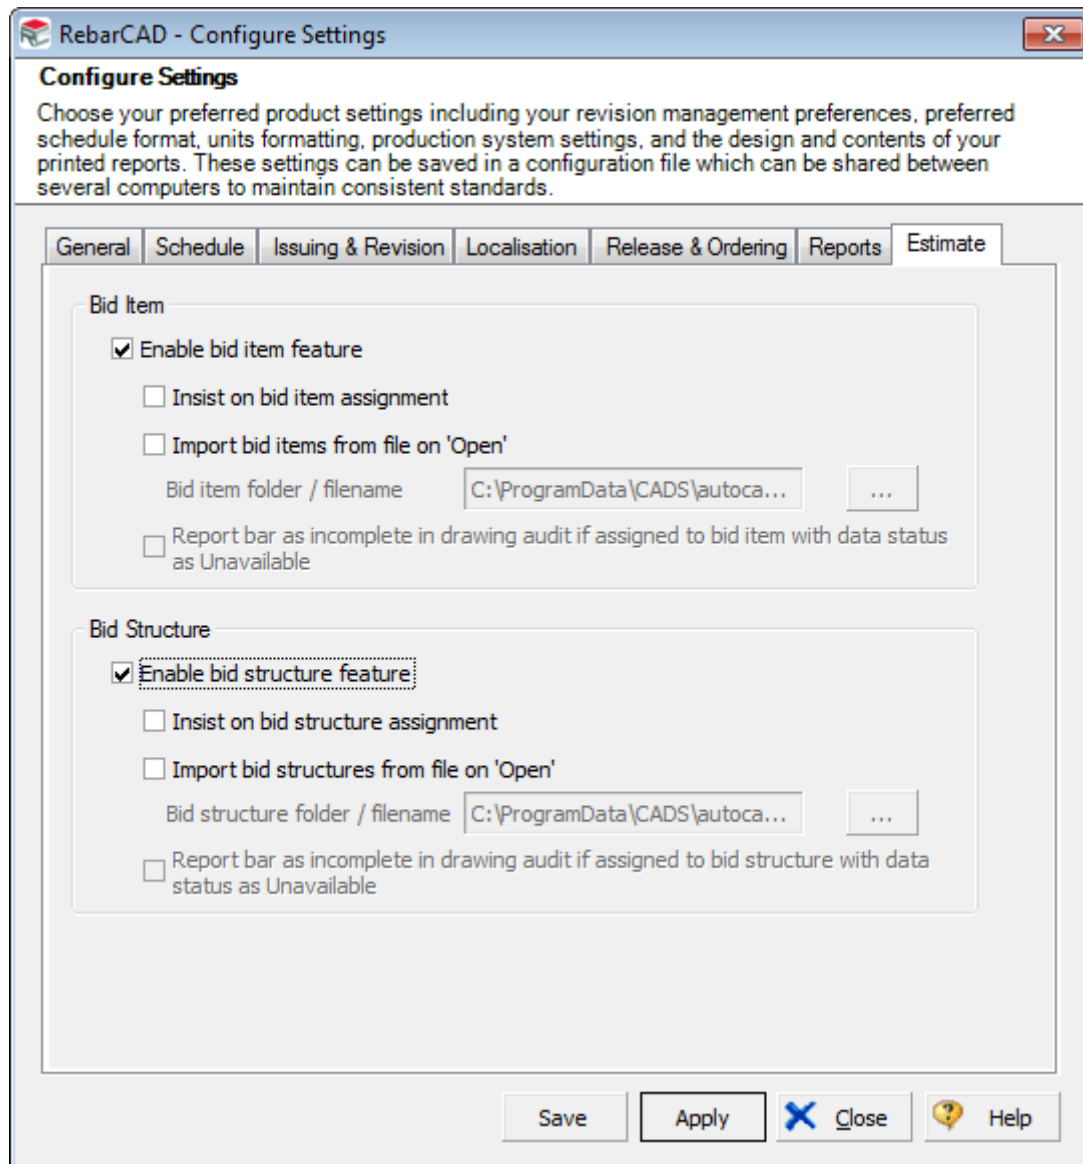 RebarCAD - Configure Settings
Configure Settings
Choose your preferred product settings including your revision management preferences, preferred
schedule format, units formatting, production system settings, and the design and contents of your
printed reports. These settings can be saved in a configuration file which can be shared between
several computers to maintain consistent standards.
General Schedule Issuing & Revision Localisation Release & Ordering Reports Estimate
Bid Item
Enable bid item feature
Insist on bid item assignment
Import bid items from file on 'Open'
Bid item folder / filename C:\ProgramData\CADS\autoca... ...
Report bar as incomplete in drawing audit if assigned to bid item with data status
as Unavailable
Bid Structure
Enable bid structure feature
Insist on bid structure assignment
Import bid structures from file on 'Open'
Bid structure folder / filename C:\ProgramData\CADS\autoca... ...
Report bar as incomplete in drawing audit if assigned to bid structure with data
status as Unavailable
Save Apply Close Help